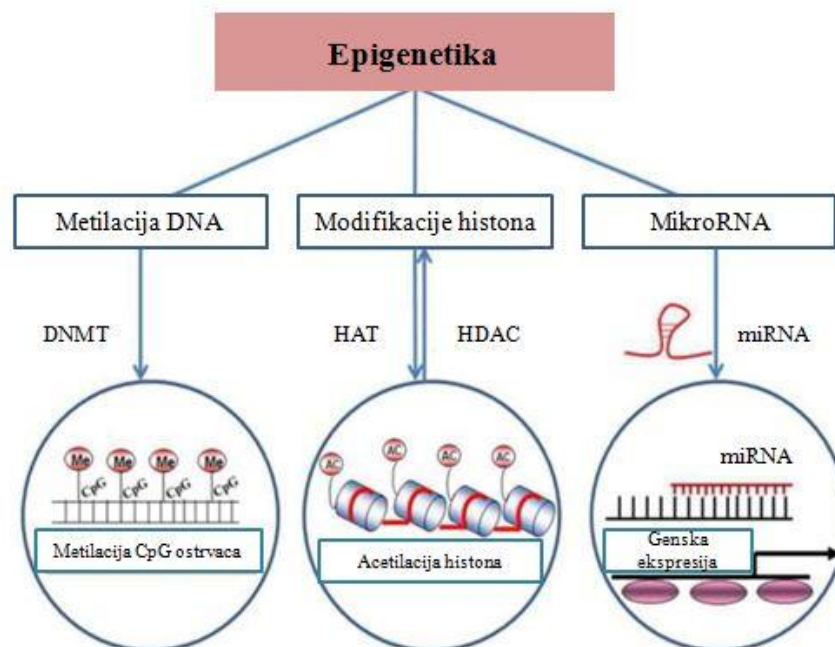 Epigenetika
Metilacija DNA
Modifikacije histona
MikroRNA
DNMT
HAT
HDAC
miRNA
Me
Me
Me
Me
CpG
CpG
CpG
CpG
Metilacija CpG ostrvaca
AC
AC
AC
AC
Acetilacija histona
miRNA
Genska
ekspresija